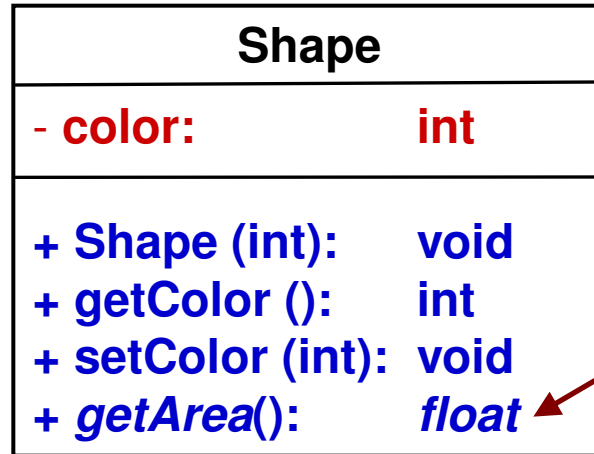 Shape
- color: int
+ Shape (int): void
+ getColor (): int
+ setColor (int): void
+ getArea(): float